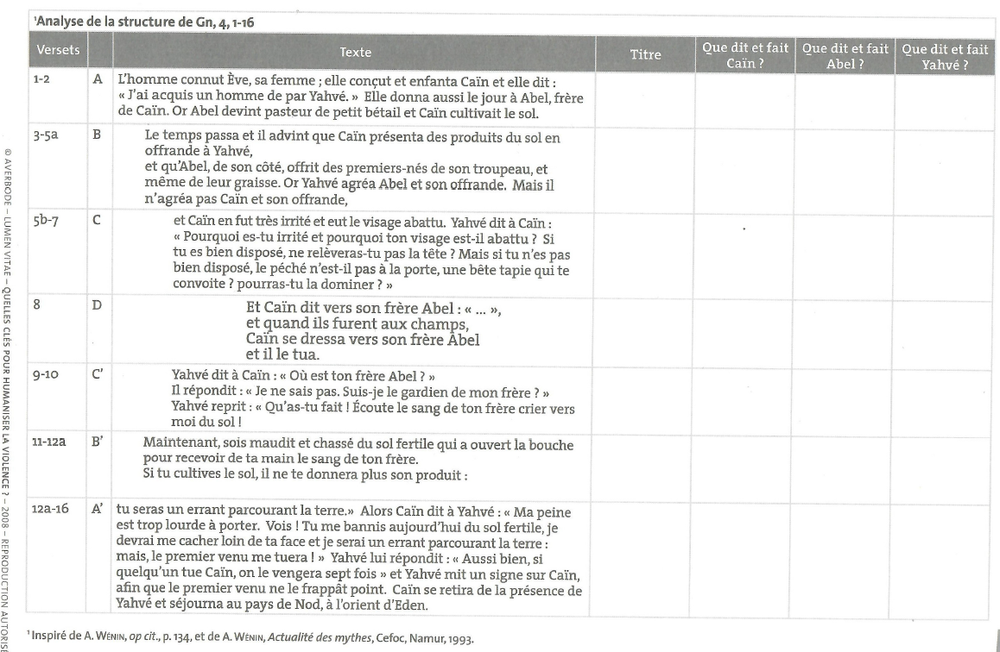 ¹Analyse de la structure de Gn, 4, 1-16
Versets Texte Titre Que dit et fait Caïn ? Que dit et fait Abel ? Que dit et fait Yahvé ?
1-2 A L'homme connut Ève, sa femme ; elle conçut et enfanta Caïn et elle dit :
« J'ai acquis un homme de par Yahvé. » Elle donna aussi le jour à Abel, frère
de Caïn. Or Abel devint pasteur de petit bétail et Caïn cultivait le sol.
3-5a B Le temps passa et il advint que Caïn présenta des produits du sol en
offrande à Yahvé,
et qu'Abel, de son côté, offrit des premiers-nés de son troupeau, et
même de leur graisse. Or Yahvé agréa Abel et son offrande. Mais il
n'agréa pas Caïn et son offrande,
5b-7 C et Caïn en fut très irrité et eut le visage abattu. Yahvé dit à Caïn :
« Pourquoi es-tu irrité et pourquoi ton visage est-il abattu ? Si
tu es bien disposé, ne relèveras-tu pas la tête ? Mais si tu n'es pas
bien disposé, le péché n'est-il pas à la porte, une bête tapie qui te
convoite ? pourras-tu la dominer ? »
8 D Et Caïn dit vers son frère Abel : « ... »,
et quand ils furent aux champs,
Caïn se dressa vers son frère Abel
et il le tua.
9-10 C' Yahvé dit à Caïn : « Où est ton frère Abel ? »
Il répondit : « Je ne sais pas. Suis-je le gardien de mon frère ? »
Yahvé reprit : « Qu'as-tu fait ! Écoute le sang de ton frère crier vers
moi du sol !
11-12a B' Maintenant, sois maudit et chassé du sol fertile qui a ouvert la bouche
pour recevoir de ta main le sang de ton frère.
Si tu cultives le sol, il ne te donnera plus son produit :
12a-16 A' tu seras un errant parcourant la terre.» Alors Caïn dit à Yahvé : « Ma peine
est trop lourde à porter. Vois ! Tu me bannis aujourd'hui du sol fertile, je
devrai me cacher loin de ta face et je serai un errant parcourant la terre :
mais, le premier venu me tuera ! » Yahvé lui répondit : « Aussi bien, si
quelqu'un tue Caïn, on le vengera sept fois » et Yahvé mit un signe sur Caïn,
afin que le premier venu ne le frappât point. Caïn se retira de la présence de
Yahvé et séjourna au pays de Nod, à l'orient d'Eden.
¹ Inspiré de A. WÉNIN, op cit., p. 134, et de A. WÉNIN, Actualité des mythes, Cefoc, Namur, 1993.
© AVERBODE – LUMEN VITAE – QUELLES CLÉS POUR HUMANISER LA VIOLENCE ? – 2008 – REPRODUCTION AUTORISÉ